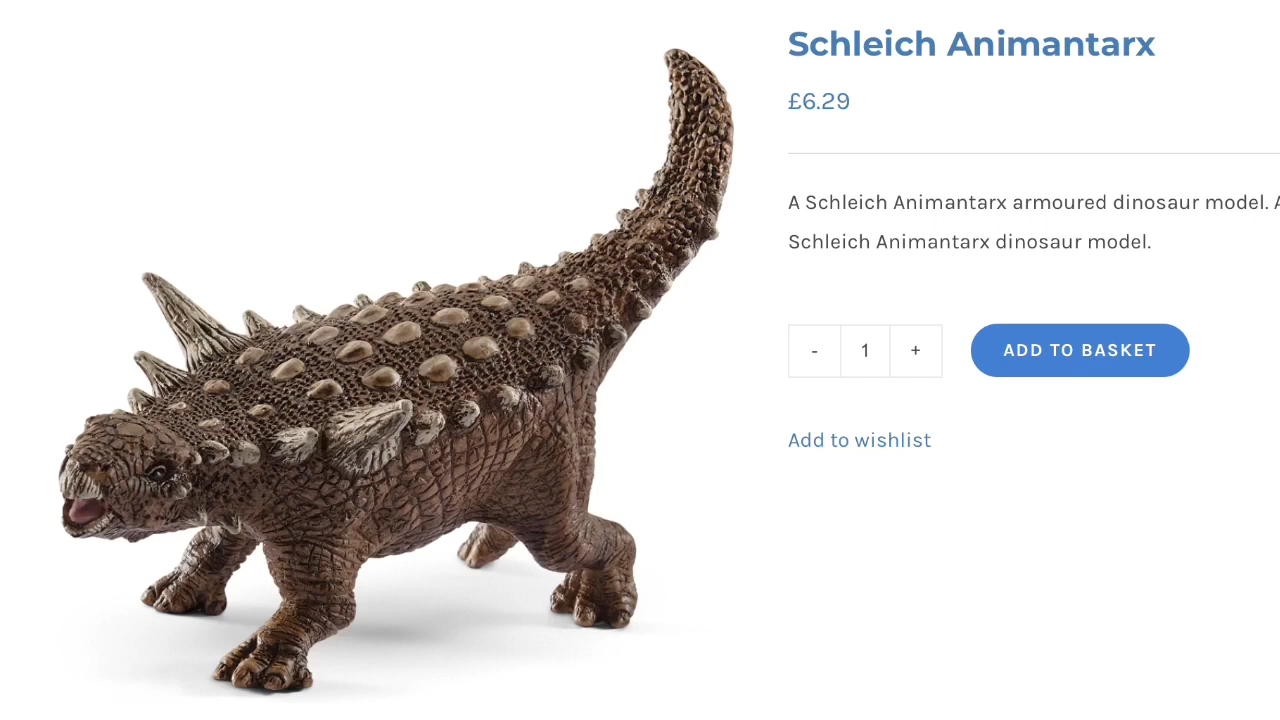 Schleich Animantarx
£6.29
A Schleich Animantarx armoured dinosaur model. A
Schleich Animantarx dinosaur model.
- 1 + ADD TO BASKET
Add to wishlist